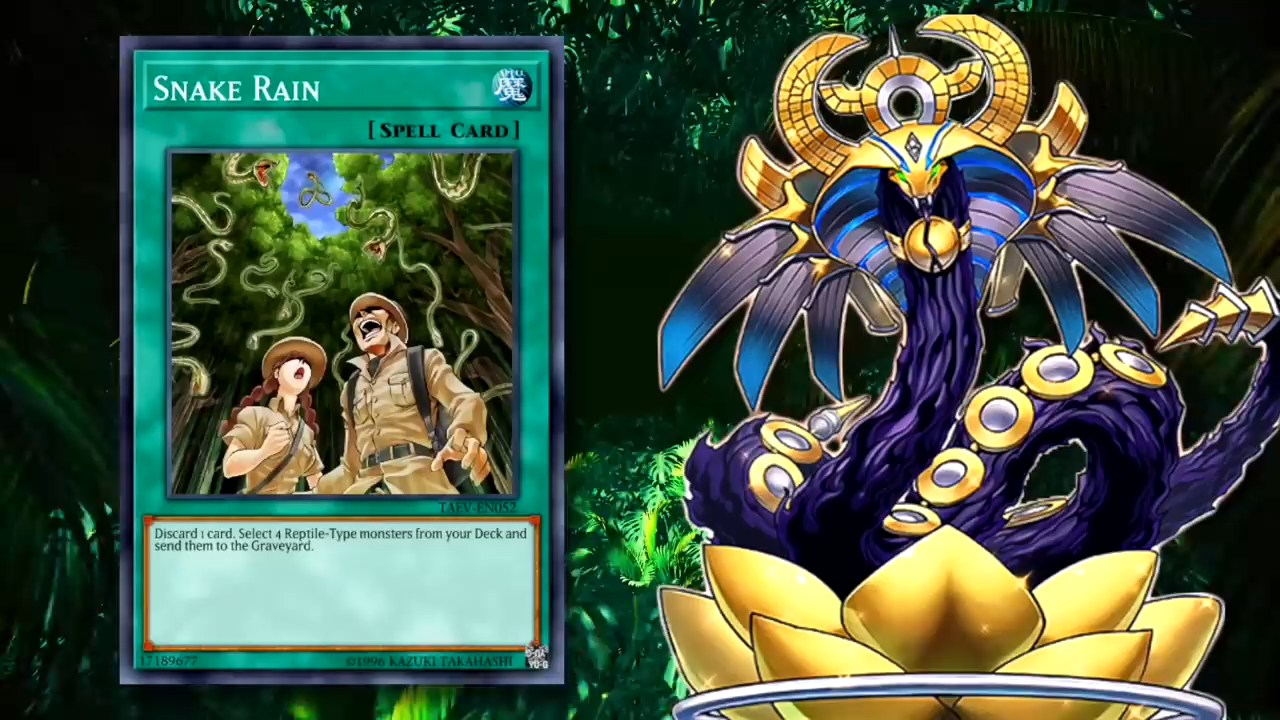 Snake Rain
魔
[Spell Card]
TAEV-EN052
Discard 1 card. Select 4 Reptile-Type monsters from your Deck and
send them to the Graveyard.
17189677
©1996 KAZUKI TAKAHASHI